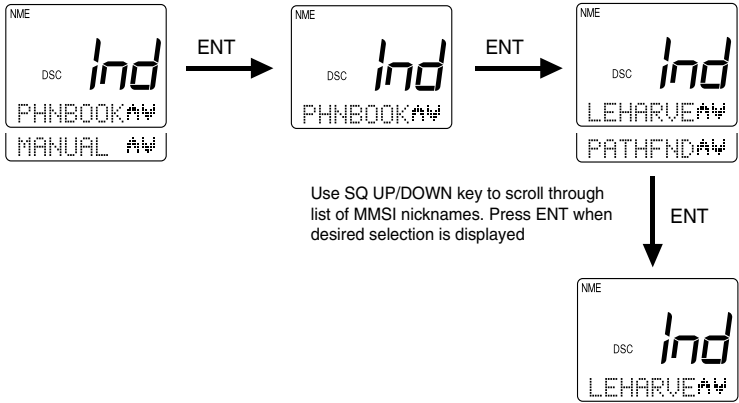 NME
DSC Ind
PHNBOOK
MANUAL
ENT
NME
DSC Ind
PHNBOOK
ENT
NME
DSC Ind
LEHARVE
PATHFND
Use SQ UP/DOWN key to scroll through
list of MMSI nicknames. Press ENT when
desired selection is displayed
ENT
NME
DSC Ind
LEHARVE